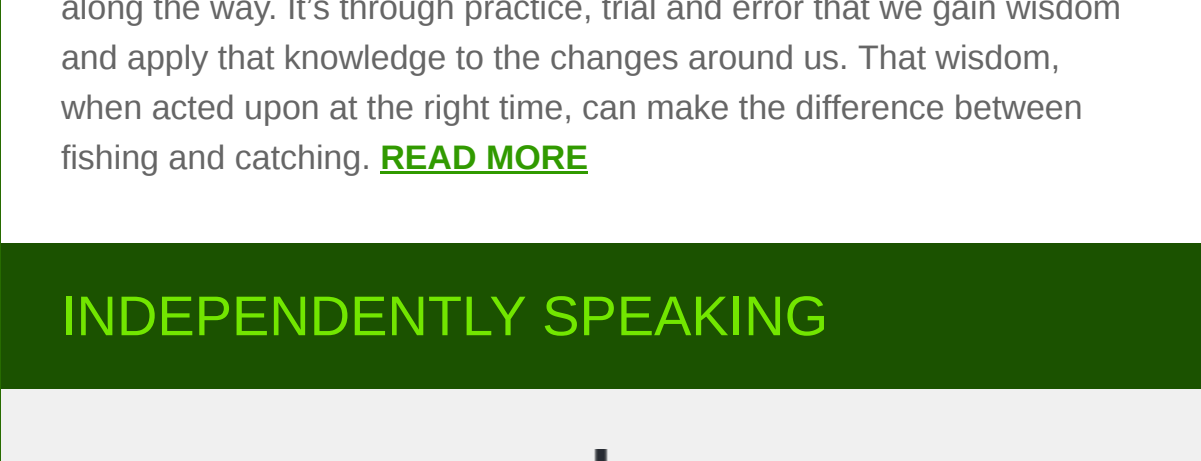 along the way. It’s through practice, trial and error that we gain wisdom
and apply that knowledge to the changes around us. That wisdom,
when acted upon at the right time, can make the difference between
fishing and catching. READ MORE
INDEPENDENTLY SPEAKING